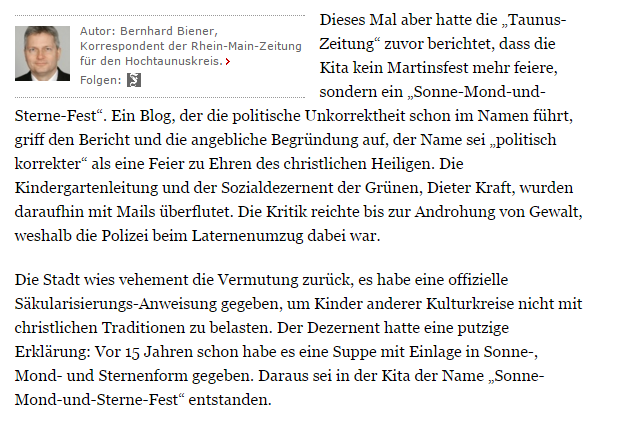 Autor: Bernhard Biener,
Korrespondent der Rhein-Main-Zeitung
für den Hochtaunuskreis.
Folgen:
Dieses Mal aber hatte die „Taunus-
Zeitung“ zuvor berichtet, dass die
Kita kein Martinsfest mehr feiere,
sondern ein „Sonne-Mond-und-
Sterne-Fest“. Ein Blog, der die politische Unkorrektheit schon im Namen führt,
griff den Bericht und die angebliche Begründung auf, der Name sei „politisch
korrekter“ als eine Feier zu Ehren des christlichen Heiligen. Die
Kindergartenleitung und der Sozialdezernent der Grünen, Dieter Kraft, wurden
daraufhin mit Mails überflutet. Die Kritik reichte bis zur Androhung von Gewalt,
weshalb die Polizei beim Laternenumzug dabei war.
Die Stadt wies vehement die Vermutung zurück, es habe eine offizielle
Säkularisierungs-Anweisung gegeben, um Kinder anderer Kulturkreise nicht mit
christlichen Traditionen zu belasten. Der Dezernent hatte eine putzige
Erklärung: Vor 15 Jahren schon habe es eine Suppe mit Einlage in Sonne-,
Mond- und Sternenform gegeben. Daraus sei in der Kita der Name „Sonne-
Mond-und-Sterne-Fest“ entstanden.